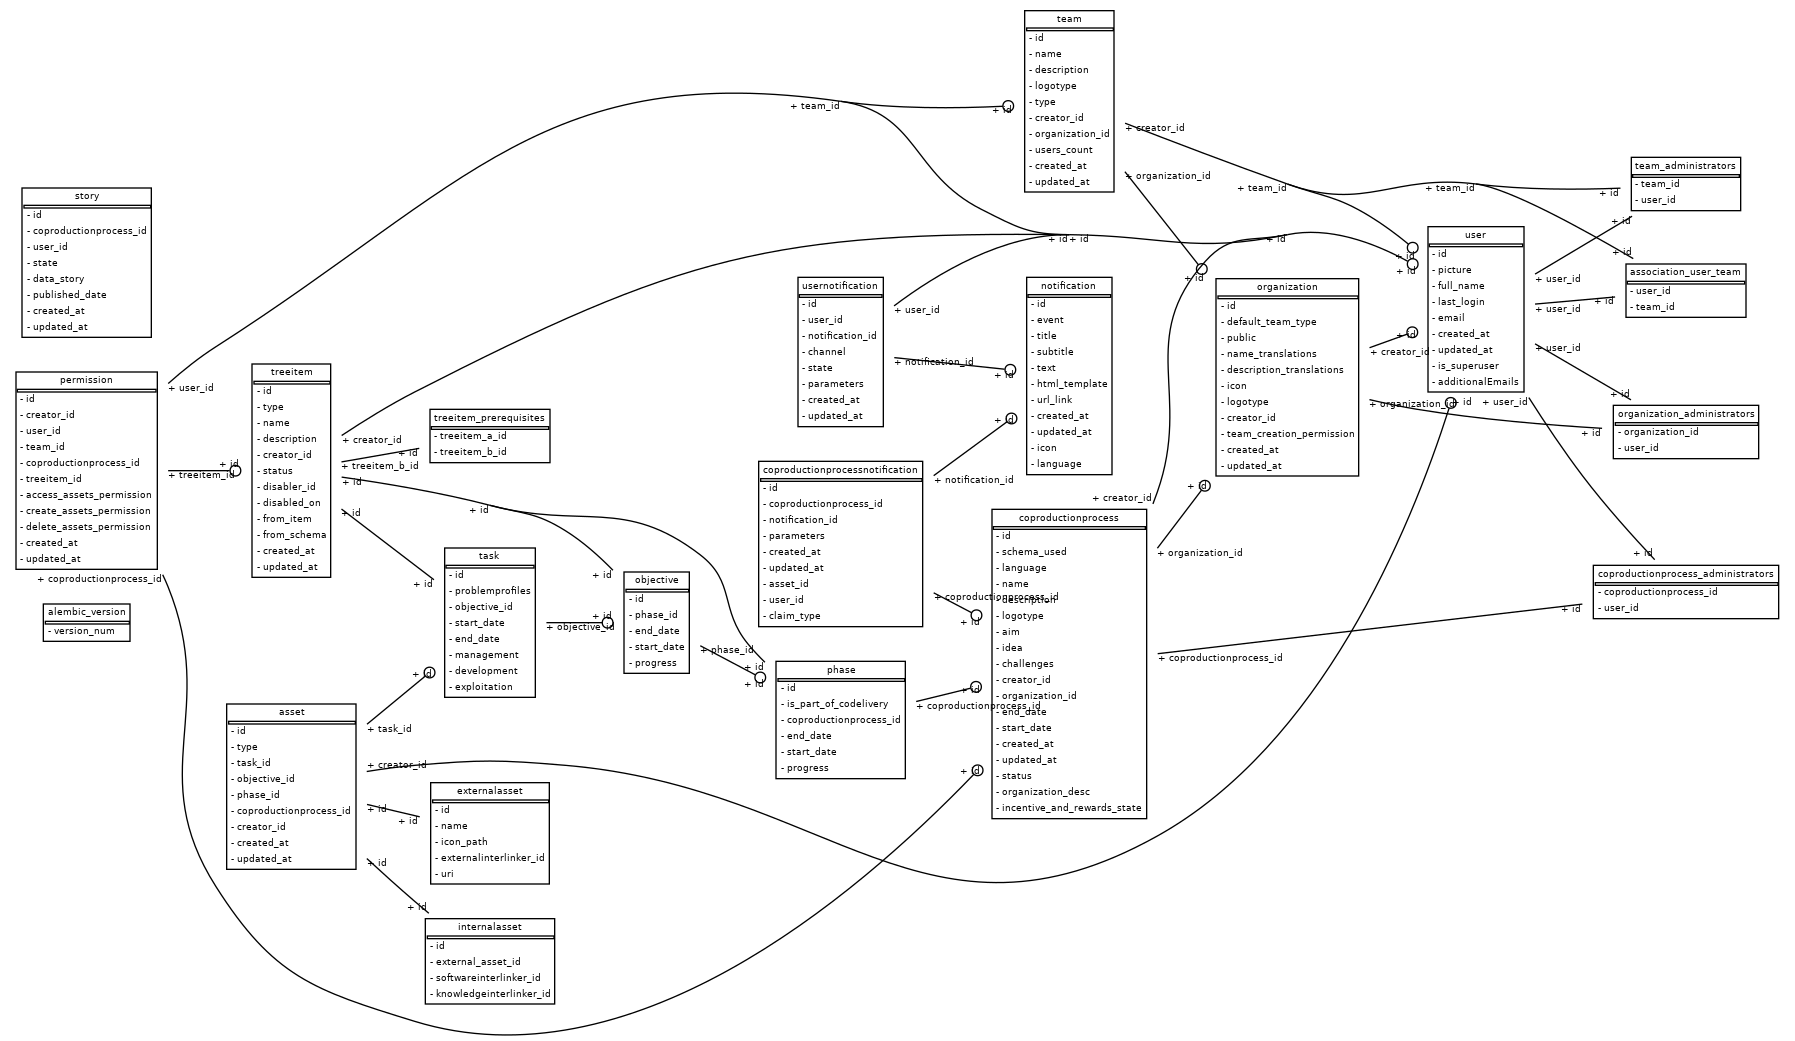 team
- id
- name
- description
- logotype
- type
- creator_id
- organization_id
- users_count
- created_at
- updated_at
+ team_id
+ id
+ creator_id
+ organization_id
+ team_id
+ team_id
+ id
team_administrators
- team_id
- user_id
+ id
story
- id
- coproductionprocess_id
- user_id
- state
- data_story
- published_date
- created_at
- updated_at
+ id
+ id
+ id
+ id
user
- id
- picture
- full_name
- last_login
- email
- created_at
- updated_at
- is_superuser
- additionalEmails
+ id
+ id
+ id
+ user_id
+ id
association_user_team
- user_id
- team_id
+ id
+ user_id
usernotification
- id
- user_id
- notification_id
- channel
- state
- parameters
- created_at
- updated_at
+ user_id
+ notification_id
+ id
notification
- id
- event
- title
- subtitle
- text
- html_template
- url_link
- created_at
- updated_at
- icon
- language
organization
- id
- default_team_type
- public
- name_translations
- description_translations
- icon
- logotype
- creator_id
- team_creation_permission
- created_at
- updated_at
+ id
+ creator_id
+ organization_id
+ id
+ user_id
+ user_id
+ id
organization_administrators
- organization_id
- user_id
+ id
permission
- id
- creator_id
- user_id
- team_id
- coproductionprocess_id
- treeitem_id
- access_assets_permission
- create_assets_permission
- delete_assets_permission
- created_at
- updated_at
+ user_id
+ id
+ treeitem_id
+ coproductionprocess_id
treeitem
- id
- type
- name
- description
- creator_id
- status
- disabler_id
- disabled_on
- from_item
- from_schema
- created_at
- updated_at
+ creator_id
+ id
+ treeitem_b_id
+ id
+ id
+ id
treeitem_prerequisites
- treeitem_a_id
- treeitem_b_id
alembic_version
- version_num
coproductionprocessnotification
- id
- coproductionprocess_id
- notification_id
- parameters
- created_at
- updated_at
- asset_id
- user_id
- claim_type
+ id
+ notification_id
+ coproductionprocess_id
+ id
coproductionprocess
- id
- schema_used
- language
- name
- description
- logotype
- aim
- idea
- challenges
- creator_id
- organization_id
- end_date
- start_date
- created_at
- updated_at
- status
- organization_desc
- incentive_and_rewards_state
+ creator_id
+ id
+ organization_id
+ coproductionprocess_id
+ id
+ id
coproductionprocess_administrators
- coproductionprocess_id
- user_id
task
- id
- problemprofiles
- objective_id
- start_date
- end_date
- management
- development
- exploitation
+ id
+ id
+ objective_id
+ id
+ id
objective
- id
- phase_id
- end_date
- start_date
- progress
+ phase_id
+ id
+ id
phase
- id
- is_part_of_codelivery
- coproductionprocess_id
- end_date
- start_date
- progress
+ id
+ coproductionprocess_id
+ id
asset
- id
- type
- task_id
- objective_id
- phase_id
- coproductionprocess_id
- creator_id
- created_at
- updated_at
+ task_id
+ creator_id
+ id
+ id
+ id
+ id
externalasset
- id
- name
- icon_path
- externalinterlinker_id
- uri
internalasset
- id
- external_asset_id
- softwareinterlinker_id
- knowledgeinterlinker_id